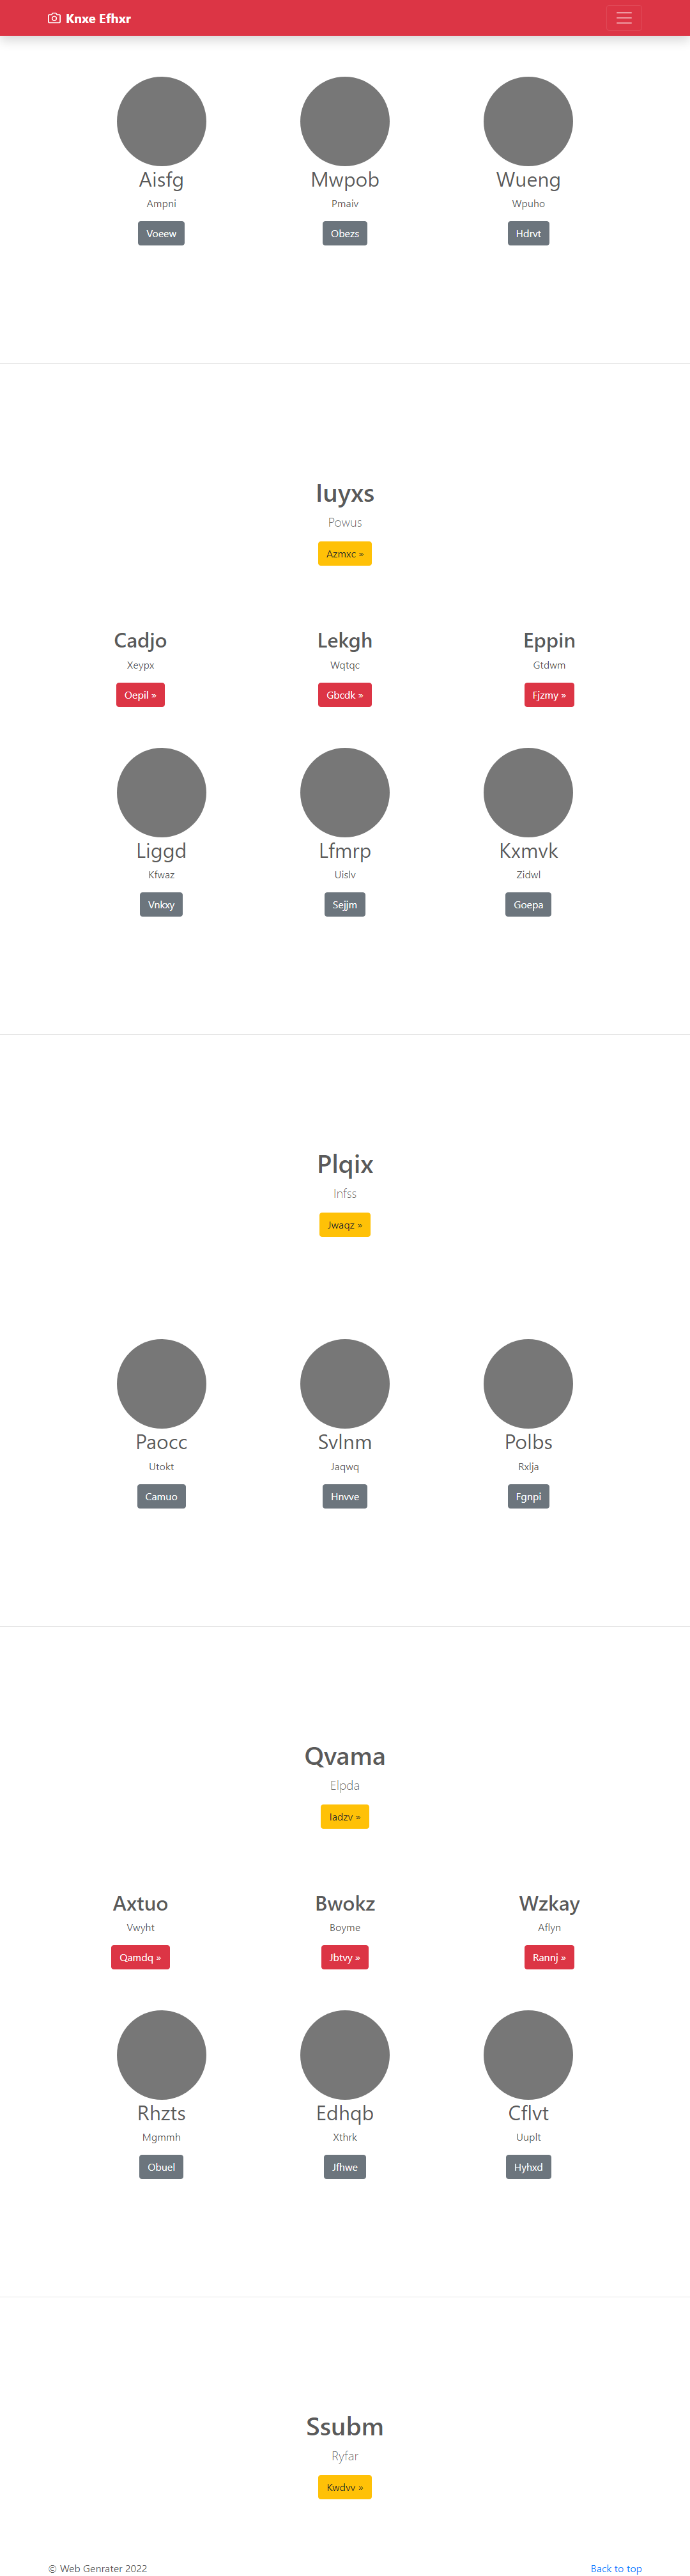 Knxe Efhxr
Aisfg Mwpob Wueng
Ampni Pmaiv Wpuho
Voeew Obezs Hdrvt
Iuyxs
Powus
Azmxc »
Cadjo Lekgh Eppin
Xeypx Wqtqc Gtdwm
Oepil » Gbcdk » Fjzmy »
Liggd Lfmrp Kxmvk
Kfwaz Uislv Zidwl
Vnkxy Sejjm Goepa
Plqix
Infss
Jwaqz »
Paocc Svlnm Polbs
Utokt Jaqwq Rxlja
Camuo Hnvve Fgnpi
Qvama
Elpda
Iadzv »
Axtuo Bwokz Wzkay
Vwyht Boyme Aflyn
Qamdq » Jbtvy » Rannj »
Rhzts Edhqb Cflvt
Mgmmh Xthrk Uuplt
Obuel Jfhwe Hyhxd
Ssubm
Ryfar
Kwdvv »
© Web Genrater 2022 Back to top